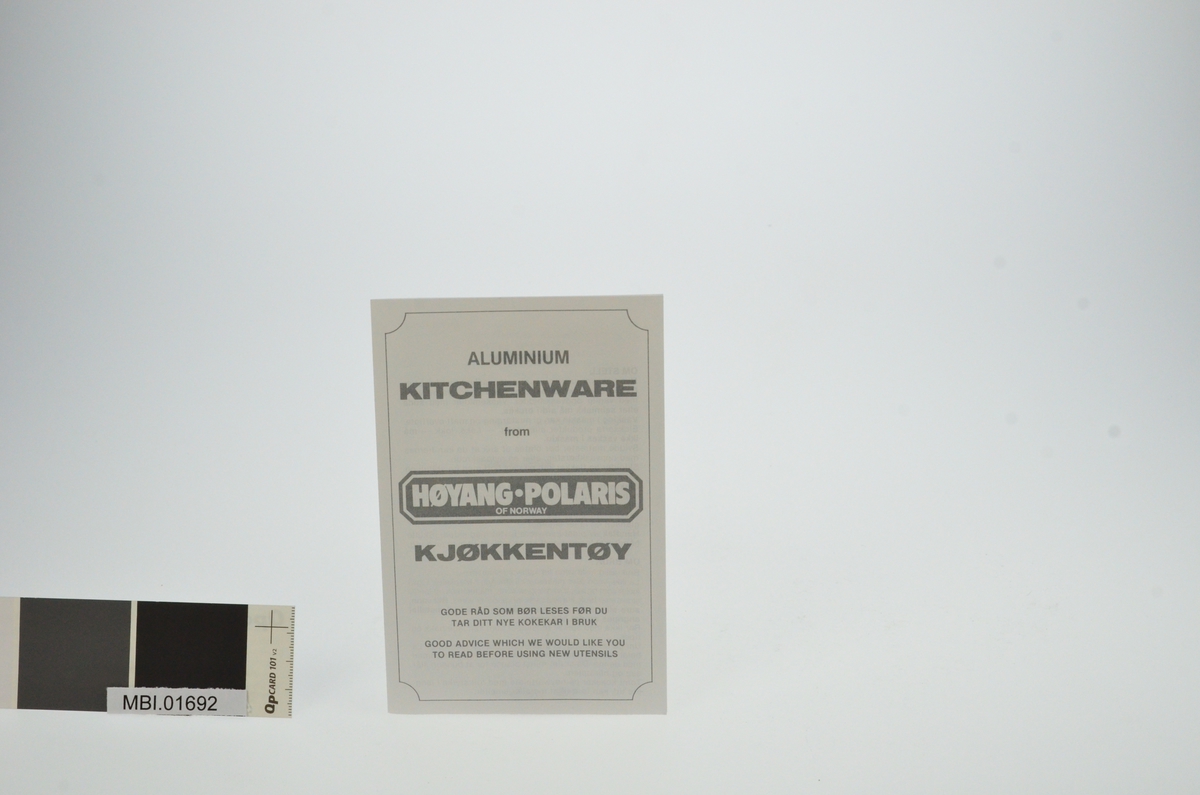 ALUMINIUM
KITCHENWARE
from
HØYANG•POLARIS
OF NORWAY
KJØKKENTØY
GODE RÅD SOM BØR LESES FØR DU
TAR DITT NYE KOKEKAR I BRUK
GOOD ADVICE WHICH WE WOULD LIKE YOU
TO READ BEFORE USING NEW UTENSILS
MBI.01692
QPCARD 101 v2